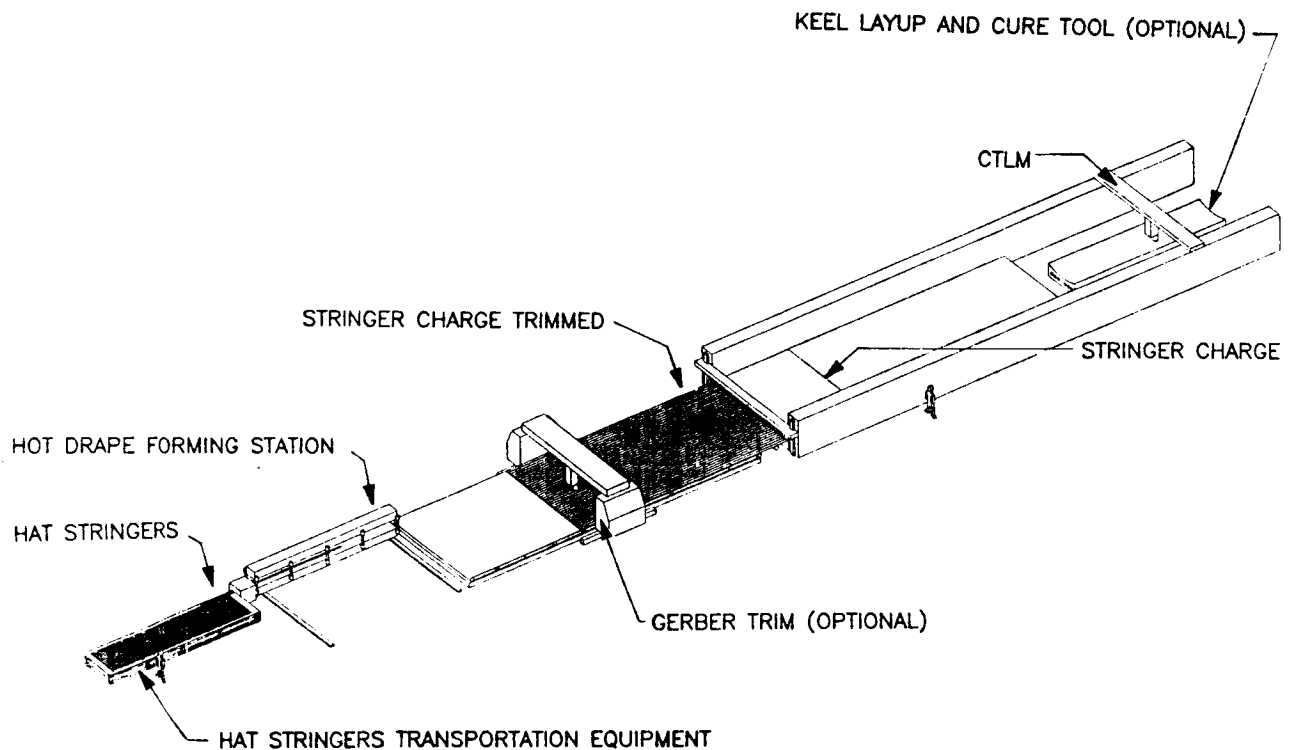 KEEL LAYUP AND CURE TOOL (OPTIONAL)
CTLM
STRINGER CHARGE TRIMMED
STRINGER CHARGE
HOT DRAPE FORMING STATION
HAT STRINGERS
GERBER TRIM (OPTIONAL)
HAT STRINGERS TRANSPORTATION EQUIPMENT